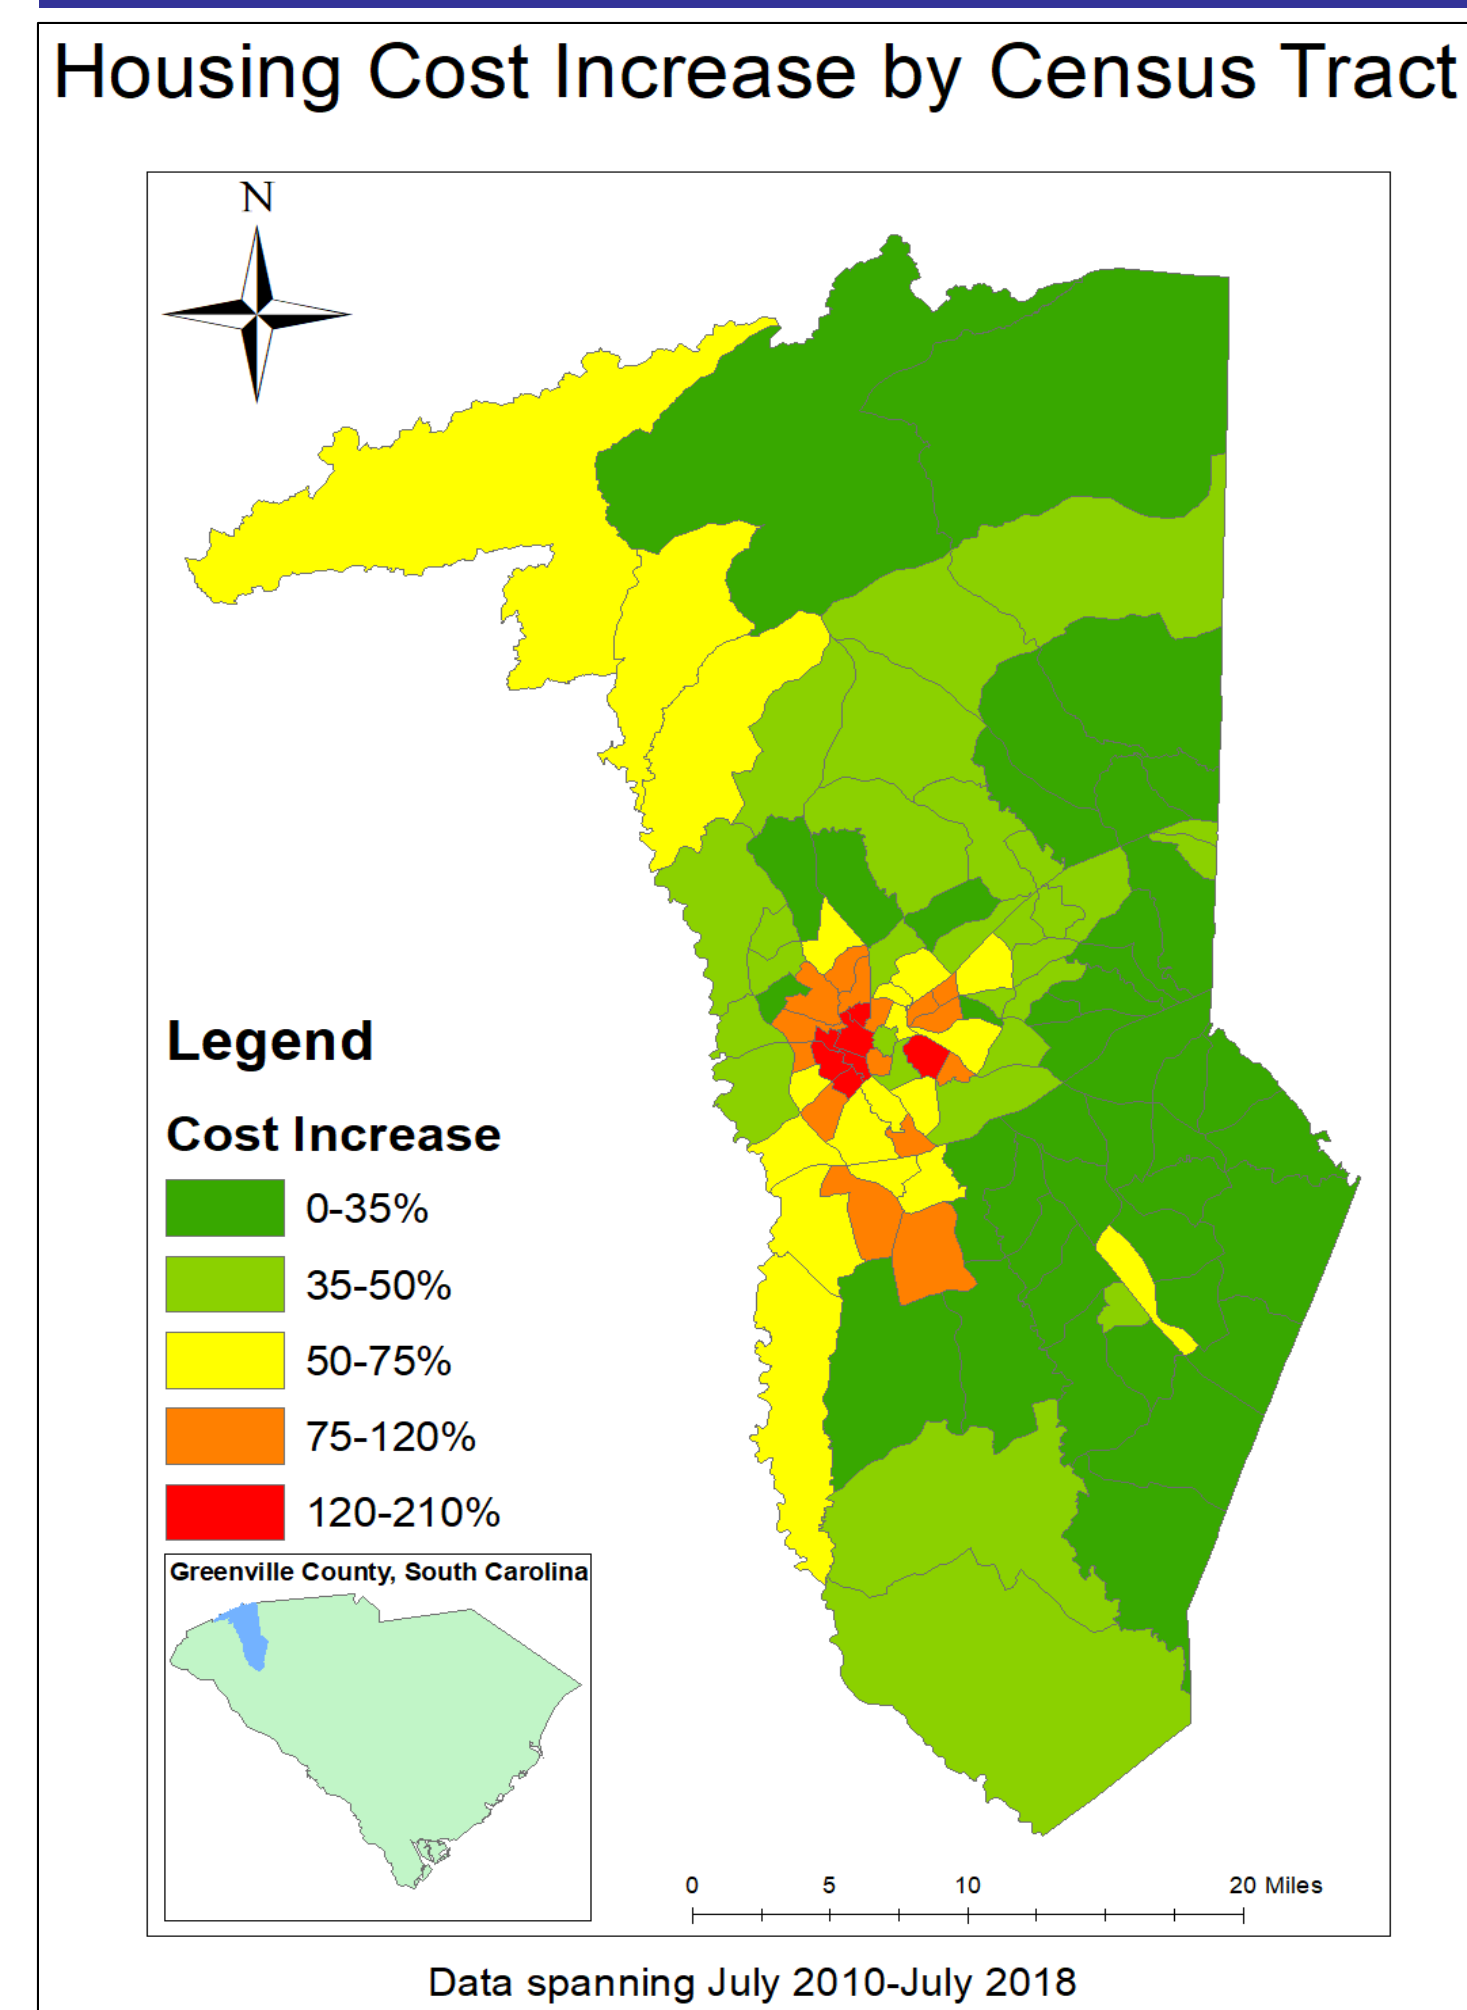 Housing Cost Increase by Census Tract
N
Legend
Cost Increase
0-35%
35-50%
50-75%
75-120%
120-210%
Greenville County, South Carolina
0 5 10 20 Miles
Data spanning July 2010-July 2018